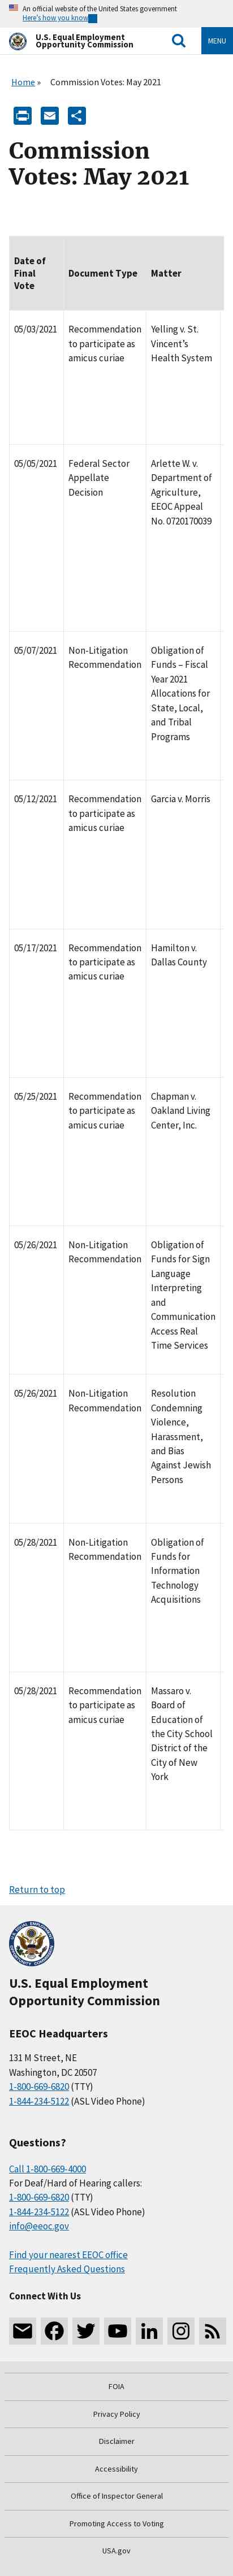 An official website of the United States government
Here's how you know
U.S. Equal Employment
Opportunity Commission
MENU
Home » Commission Votes: May 2021
Commission
Votes: May 2021
Date of
Final
Vote
Document Type
Matter
05/03/2021
Recommendation
to participate as
amicus curiae
Yelling v. St.
Vincent's
Health System
05/05/2021
Federal Sector
Appellate
Decision
Arlette W. v.
Department of
Agriculture,
EEOC Appeal
No. 0720170039
05/07/2021
Non-Litigation
Recommendation
Obligation of
Funds – Fiscal
Year 2021
Allocations for
State, Local,
and Tribal
Programs
05/12/2021
Recommendation
to participate as
amicus curiae
Garcia v. Morris
05/17/2021
Recommendation
to participate as
amicus curiae
Hamilton v.
Dallas County
05/25/2021
Recommendation
to participate as
amicus curiae
Chapman v.
Oakland Living
Center, Inc.
05/26/2021
Non-Litigation
Recommendation
Obligation of
Funds for Sign
Language
Interpreting
and
Communication
Access Real
Time Services
05/26/2021
Non-Litigation
Recommendation
Resolution
Condemning
Violence,
Harassment,
and Bias
Against Jewish
Persons
05/28/2021
Non-Litigation
Recommendation
Obligation of
Funds for
Information
Technology
Acquisitions
05/28/2021
Recommendation
to participate as
amicus curiae
Massaro v.
Board of
Education of
the City School
District of the
City of New
York
Return to top
U.S. Equal Employment
Opportunity Commission
EEOC Headquarters
131 M Street, NE
Washington, DC 20507
1-800-669-6820 (TTY)
1-844-234-5122 (ASL Video Phone)
Questions?
Call 1-800-669-4000
For Deaf/Hard of Hearing callers:
1-800-669-6820 (TTY)
1-844-234-5122 (ASL Video Phone)
info@eeoc.gov
Find your nearest EEOC office
Frequently Asked Questions
Connect With Us
FOIA
Privacy Policy
Disclaimer
Accessibility
Office of Inspector General
Promoting Access to Voting
USA.gov